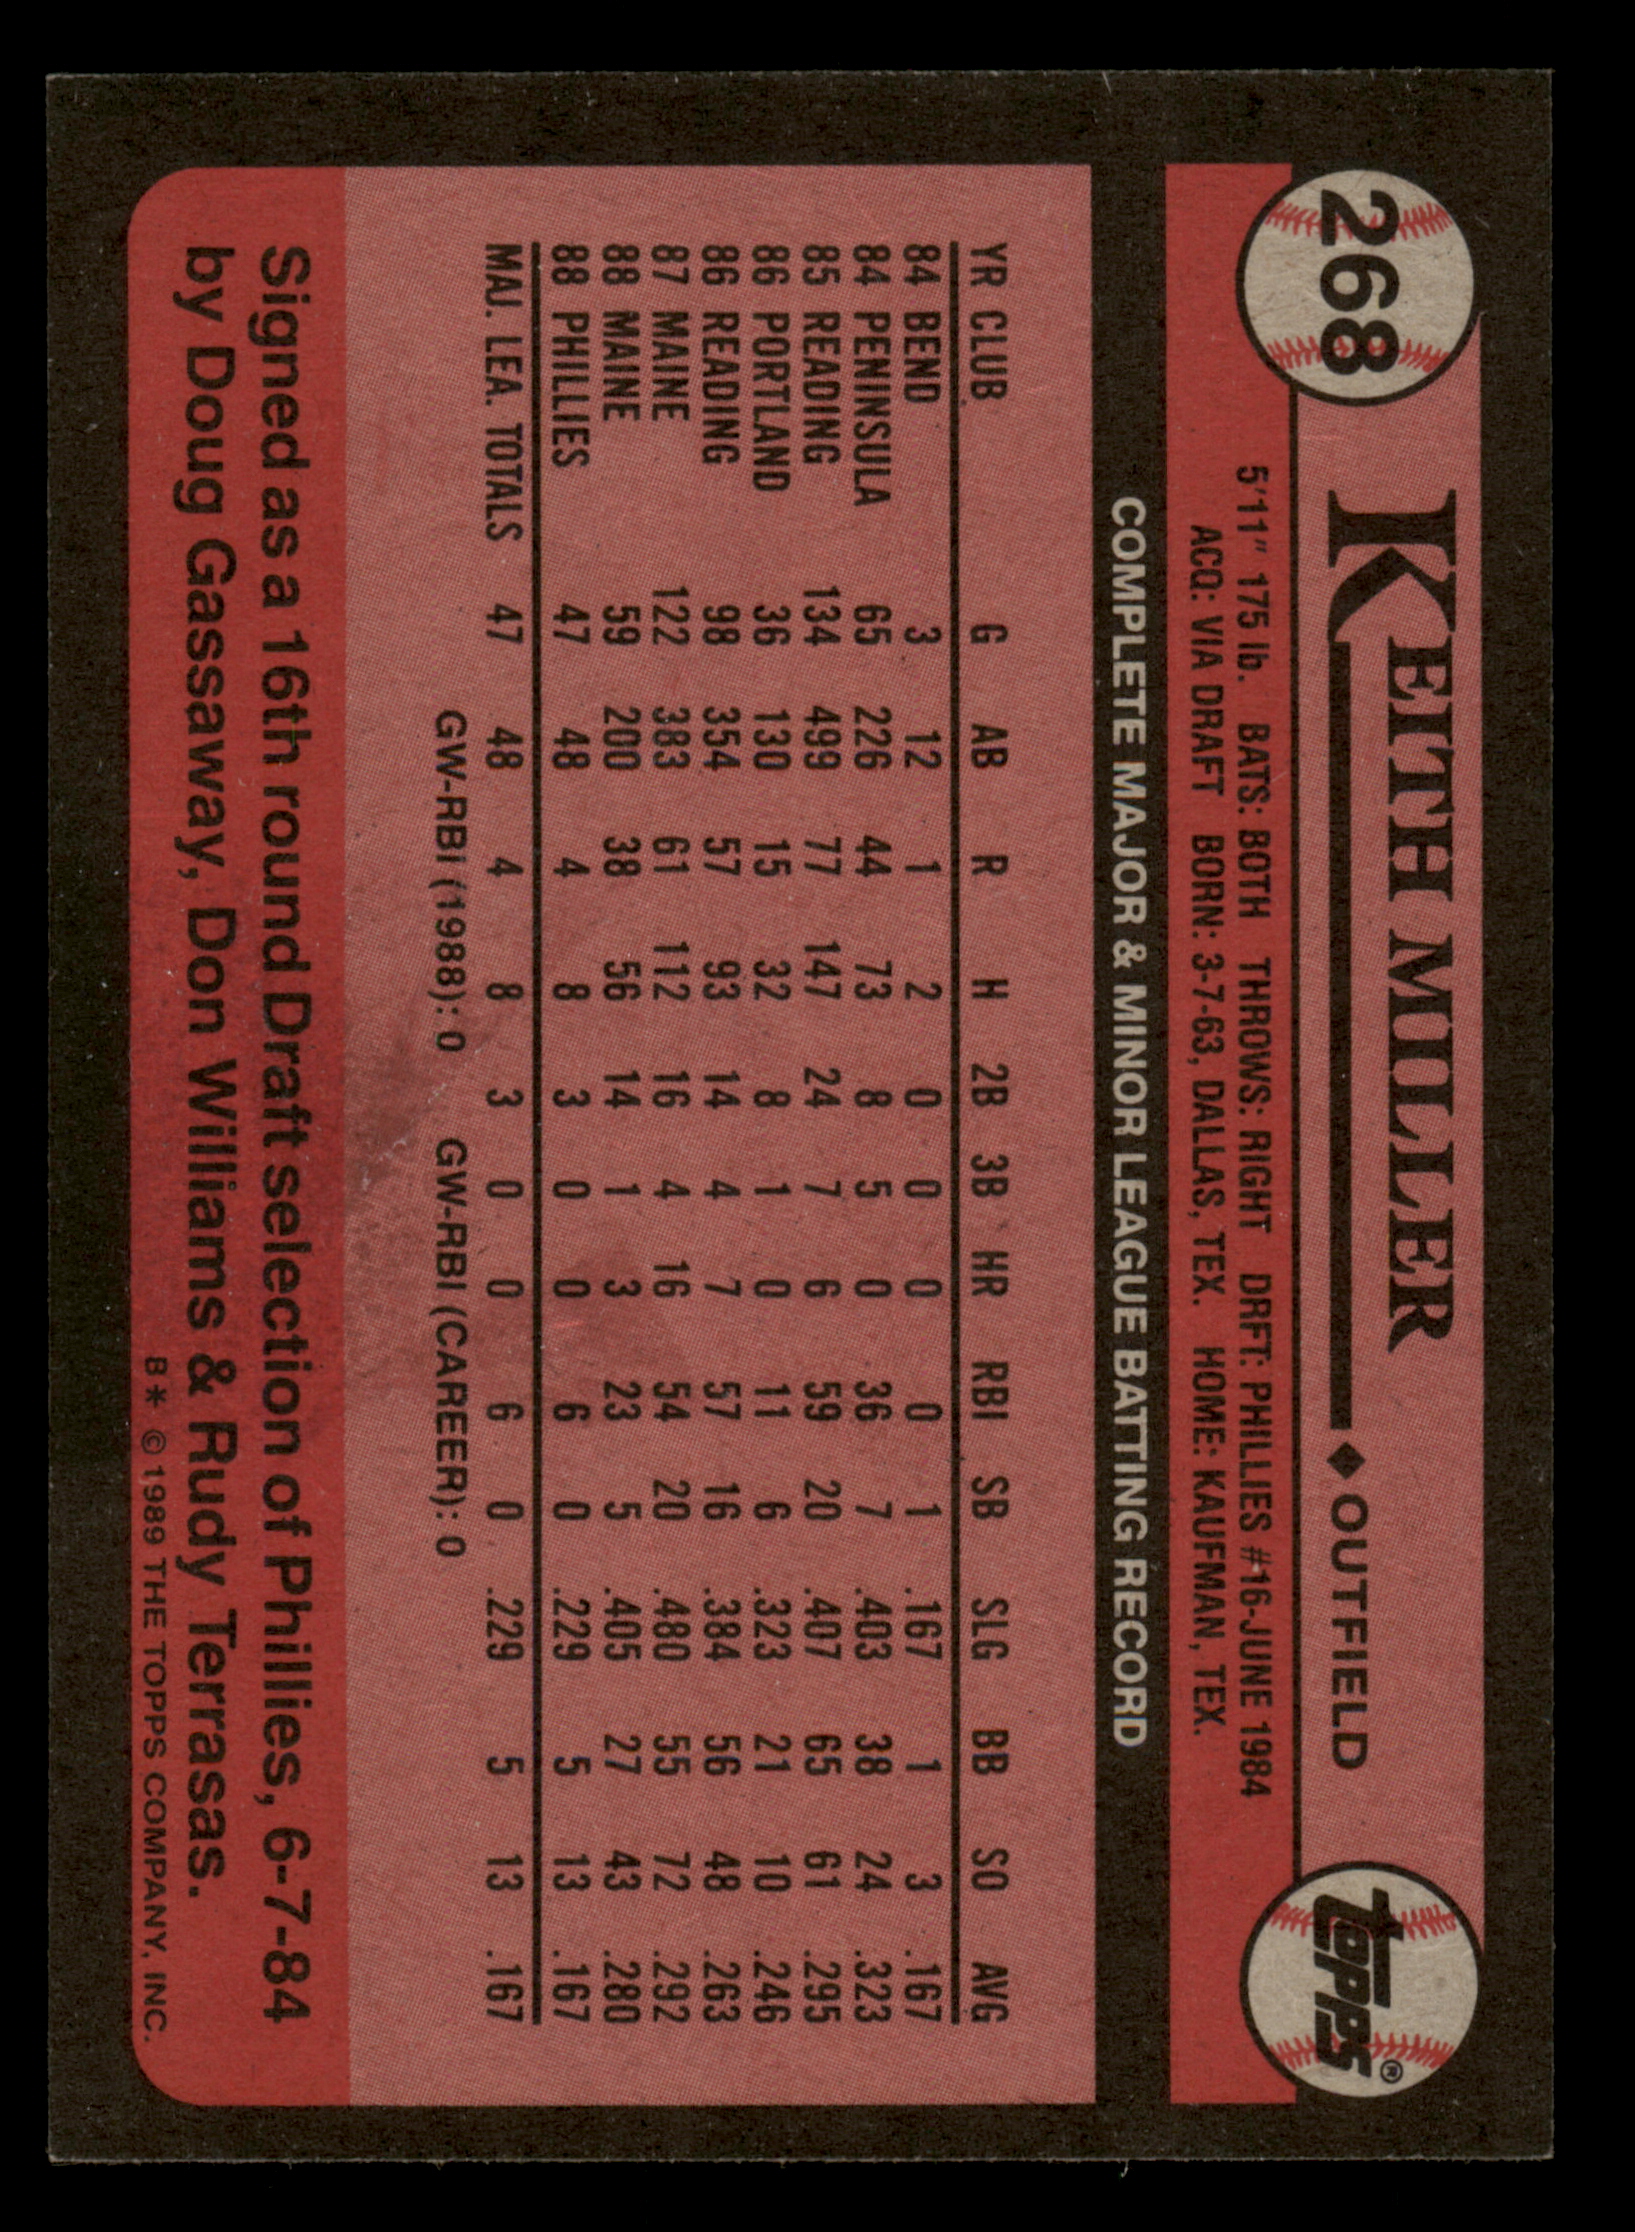 268
KEITH MILLER
◆ OUTFIELD
topps®
5'11" 175 lb. BATS: BOTH THROWS: RIGHT DRFT: PHILLIES #16-JUNE 1984
ACQ: VIA DRAFT BORN: 3-7-63, DALLAS, TEX. HOME: KAUFMAN, TEX.
COMPLETE MAJOR & MINOR LEAGUE BATTING RECORD
YR CLUB G AB R H 2B 3B HR RBI SB SLG BB SO AVG
84 BEND 3 12 1 2 0 0 0 0 1 .167 1 3 .167
84 PENINSULA 65 226 44 73 8 5 0 36 7 .403 38 24 .323
85 READING 134 499 77 147 24 7 6 59 20 .407 65 61 .295
86 PORTLAND 36 130 15 32 8 1 0 11 6 .323 21 10 .246
86 READING 98 354 57 93 14 4 7 57 16 .384 56 48 .263
87 MAINE 122 383 61 112 16 4 16 54 20 .480 55 72 .292
88 MAINE 59 200 38 56 14 1 3 23 5 .405 27 43 .280
88 PHILLIES 47 48 4 8 3 0 0 6 0 .229 5 13 .167
MAJ. LEA. TOTALS 47 48 4 8 3 0 0 6 0 .229 5 13 .167
GW-RBI (1988): 0 GW-RBI (CAREER): 0
Signed as a 16th round Draft selection of Phillies, 6-7-84
by Doug Gassaway, Don Williams & Rudy Terrasas.
B* © 1989 THE TOPPS COMPANY, INC.